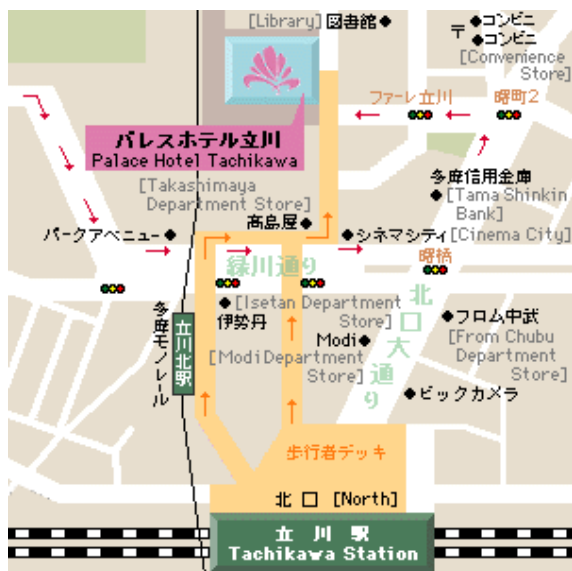 [Library] 図書館◆
〒 ◆コンビニ
◆コンビニ
[Convenience
Store]
ファーレ立川 曙町2
パレスホテル立川
Palace Hotel Tachikawa
多摩信用金庫
[Takashimaya
Department Store]
◆[Tama Shinkin
Bank]
高島屋◆
パークアベニュー◆
◆シネマシティ[Cinema City]
緑川通り
曙橋
多摩モノレール
立川北駅
◆[Isetan Department
Store]
伊勢丹
北口大通り
◆フロム中武
[From Chubu
Department
Store]
Modi◆
[Modi Department
Store]
◆ビックカメラ
歩行者デッキ
北口 [North]
立川駅
Tachikawa Station